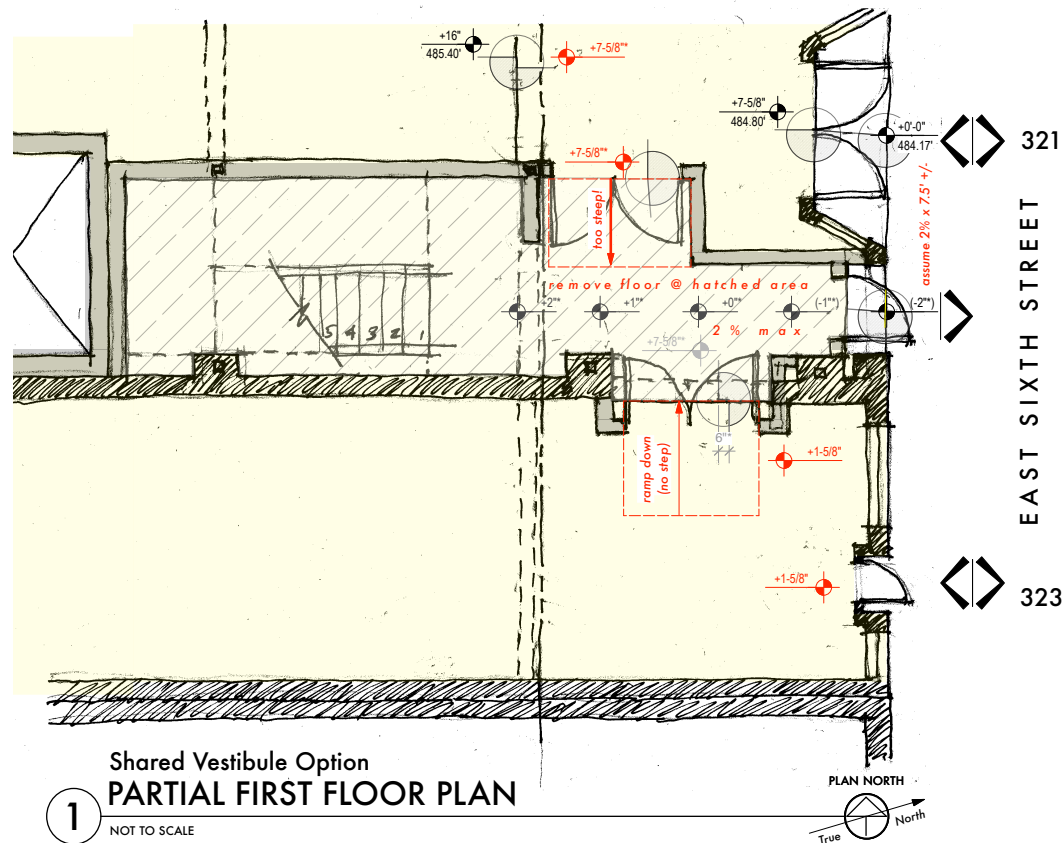 +16"
485.40'
+7-5/8"*
+7-5/8"
484.80'
+0'-0"
484.17'
321
+7-5/8"*
too steep!
assume 2% x 7.5' +/-
EAST SIXTH STREET
remove floor @ hatched area
+2"*
+1"*
+0"*
(-1"*)
(-2"*)
2 % max
5 4 3 2 1
+7-5/8"*
6"*
ramp down
(no step)
+1-5/8"
+1-5/8"
323
Shared Vestibule Option
PARTIAL FIRST FLOOR PLAN
1
NOT TO SCALE
PLAN NORTH
True North